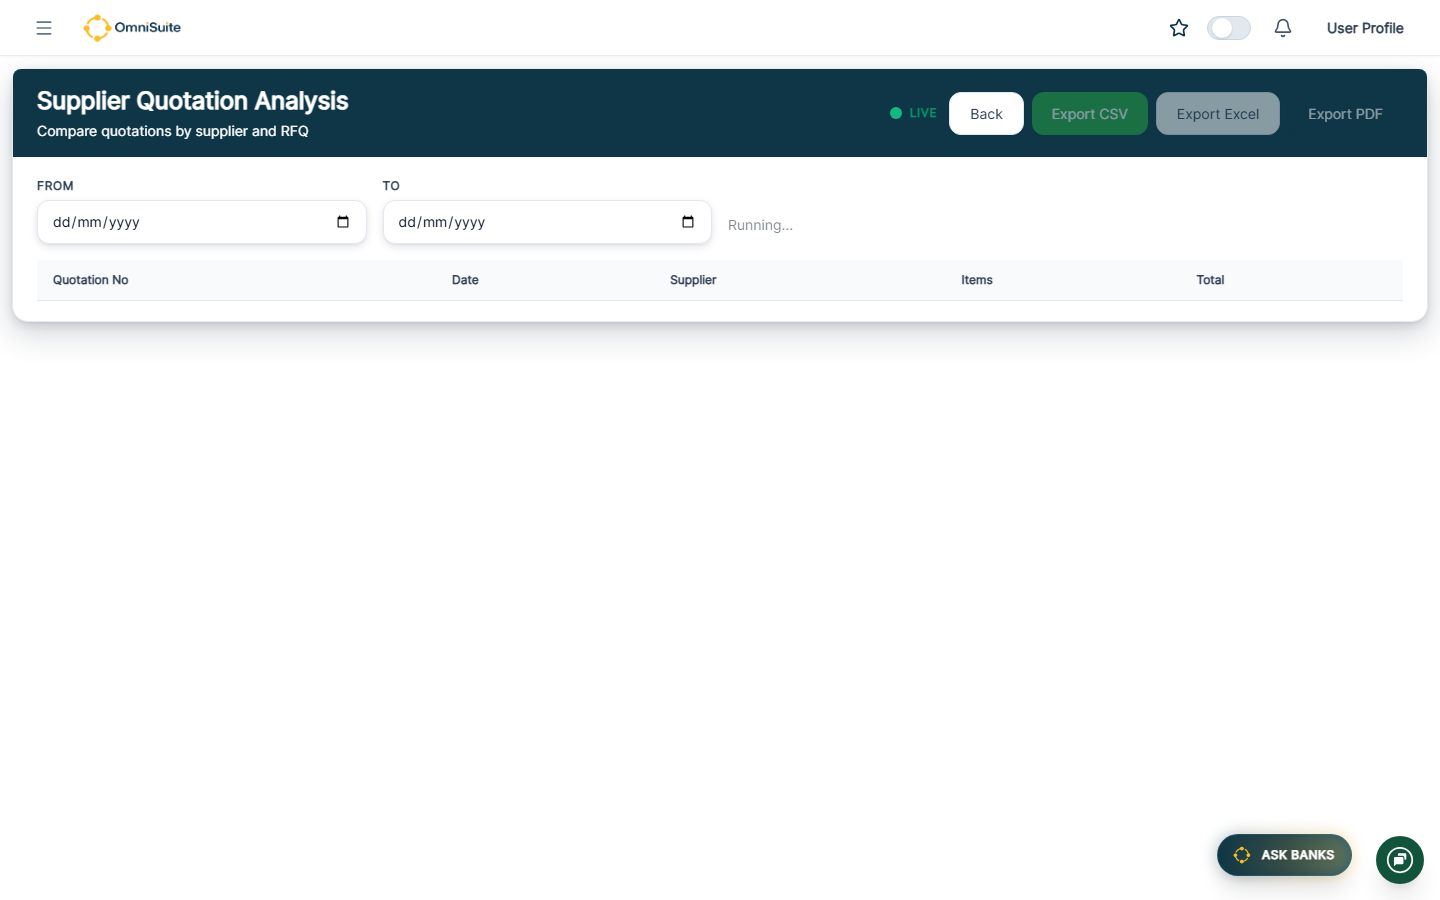 OmniSuite
User Profile
Supplier Quotation Analysis
Compare quotations by supplier and RFQ
LIVE
Back
Export CSV
Export Excel
Export PDF
FROM
TO
dd/mm/yyyy
dd/mm/yyyy
Running...
Quotation No Date Supplier Items Total
ASK BANKS